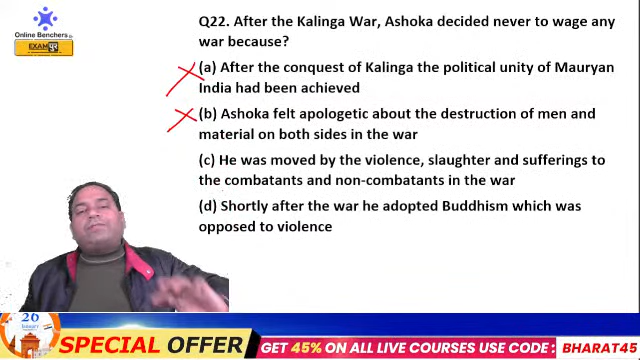 Online Benchers
EXAM पुर
Q22. After the Kalinga War, Ashoka decided never to wage any
war because?
(a) After the conquest of Kalinga the political unity of Mauryan
India had been achieved
(b) Ashoka felt apologetic about the destruction of men and
material on both sides in the war
(c) He was moved by the violence, slaughter and sufferings to
the combatants and non-combatants in the war
(d) Shortly after the war he adopted Buddhism which was
opposed to violence
26
January
SPECIAL OFFER
GET 45% ON ALL LIVE COURSES USE CODE : BHARAT45